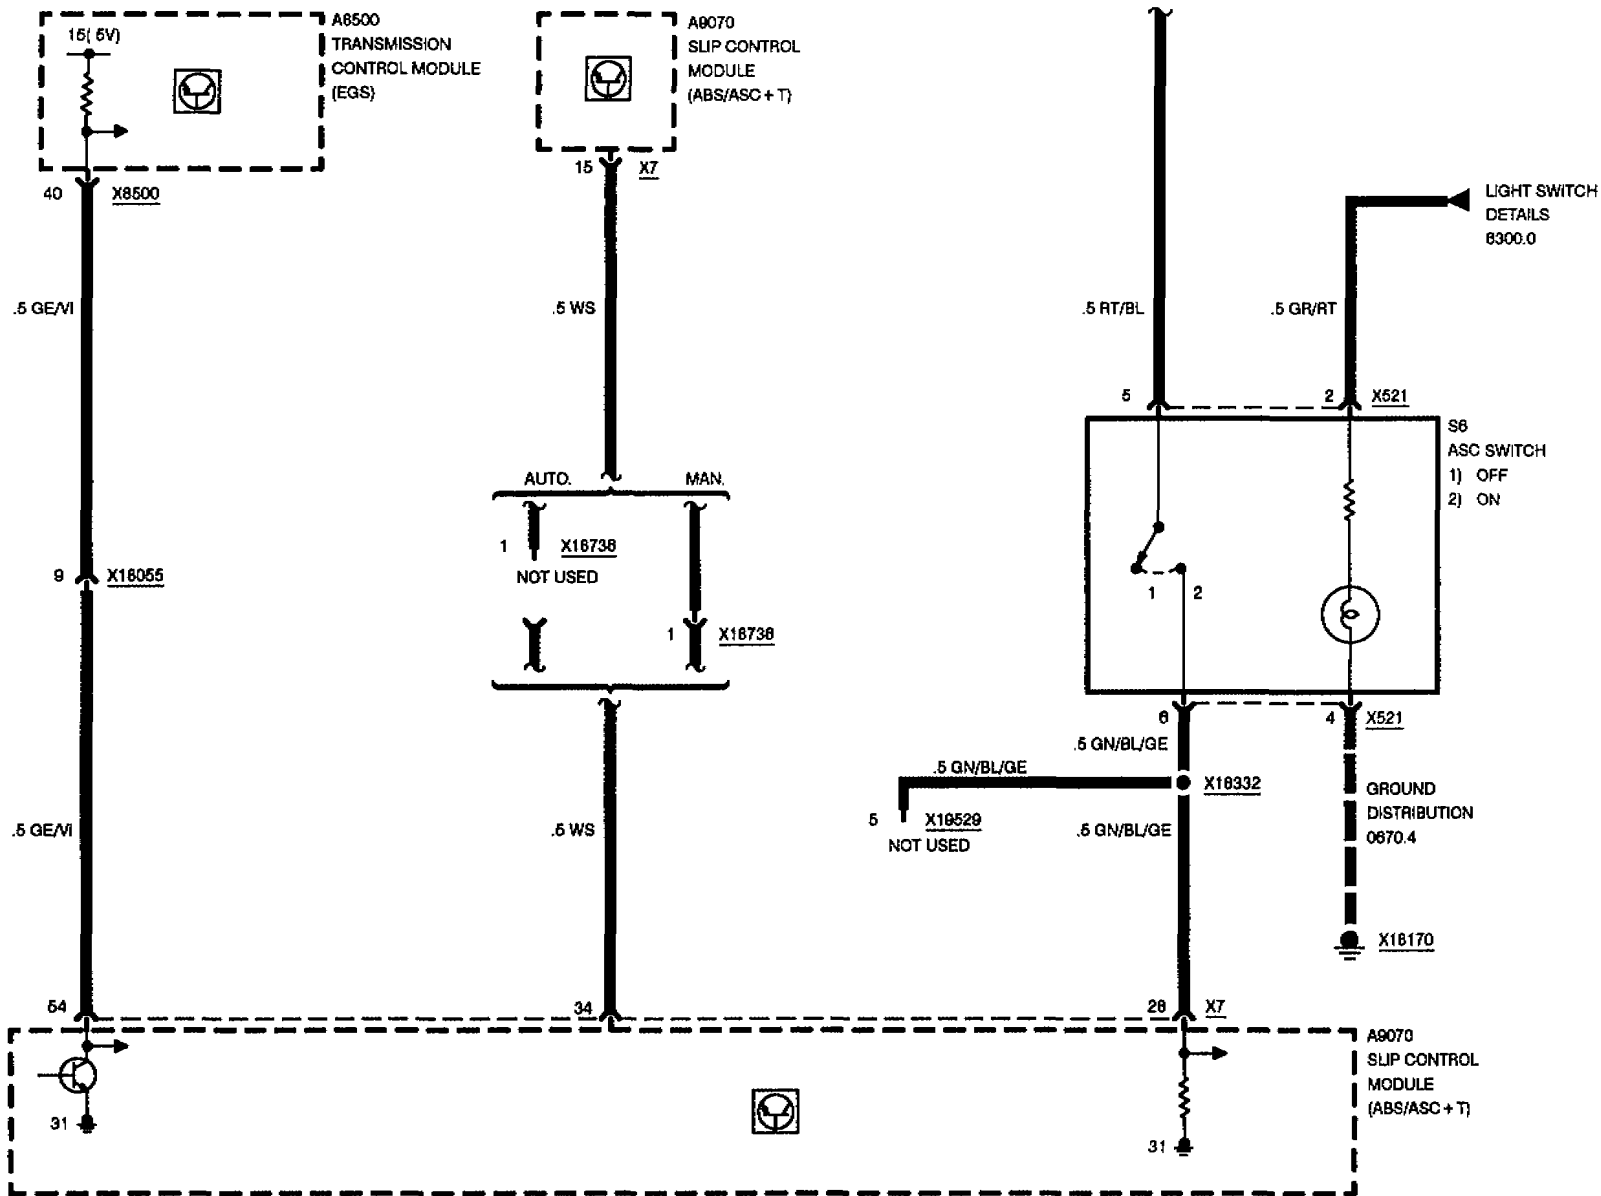 A8500
TRANSMISSION
CONTROL MODULE
(EGS)
15( 5V)
A9070
SLIP CONTROL
MODULE
(ABS/ASC + T)
40
X8500
15
X7
LIGHT SWITCH
DETAILS
6300.0
.5 GE/VI
.5 WS
.5 RT/BL
.5 GR/RT
5
2
X521
S6
ASC SWITCH
1) OFF
2) ON
AUTO.
MAN.
1
X16738
NOT USED
9
X16055
1
2
1
X16738
6
4
X521
.5 GN/BL/GE
.5 GN/BL/GE
X18332
5
X19529
NOT USED
.5 GN/BL/GE
GROUND
DISTRIBUTION
0670.4
.5 GE/VI
.5 WS
X18170
54
34
28
X7
A9070
SLIP CONTROL
MODULE
(ABS/ASC + T)
31
31